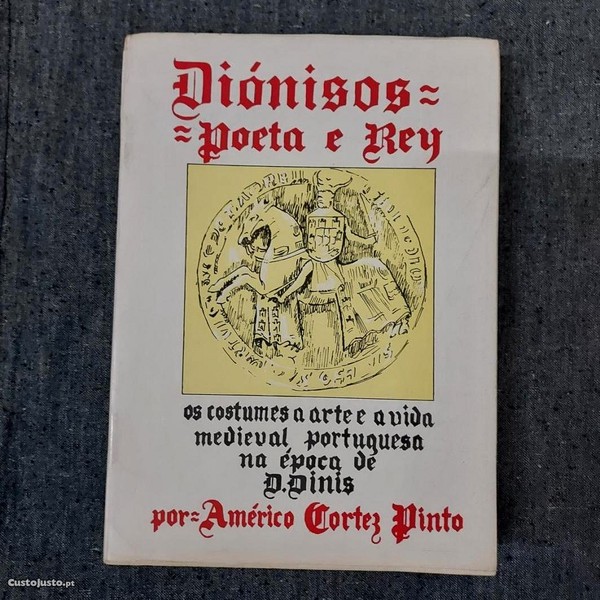 Diónisos=
=Poeta e Rey
os costumes a arte e a vida
medieval portuguesa
na época de
D. Dinis
por=Américo Cortez Pinto
CustoJusto.pt